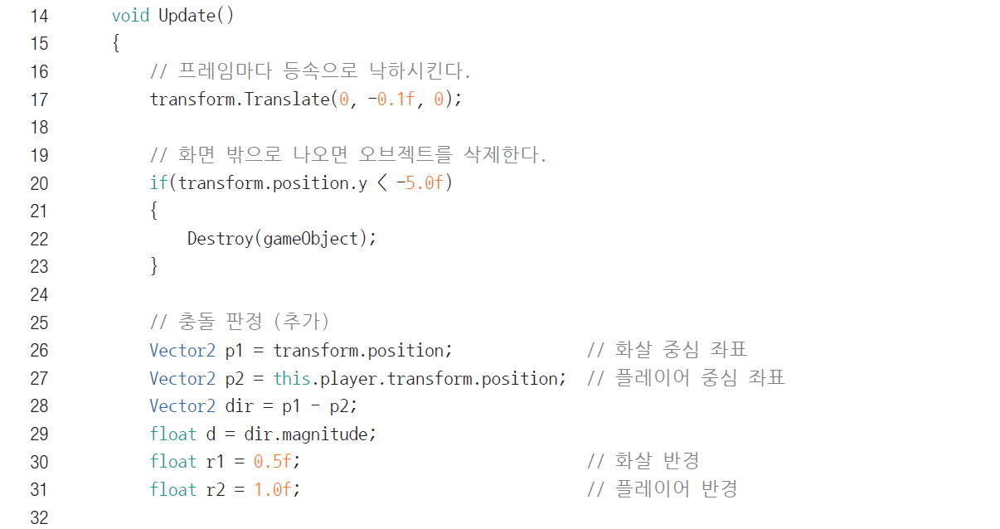 14 void Update()
15 {
16 // 프레임마다 등속으로 낙하시킨다.
17 transform.Translate(0, -0.1f, 0);
18
19 // 화면 밖으로 나오면 오브젝트를 삭제한다.
20 if(transform.position.y < -5.0f)
21 {
22 Destroy(gameObject);
23 }
24
25 // 충돌 판정 (추가)
26 Vector2 p1 = transform.position; // 화살 중심 좌표
27 Vector2 p2 = this.player.transform.position; // 플레이어 중심 좌표
28 Vector2 dir = p1 - p2;
29 float d = dir.magnitude;
30 float r1 = 0.5f; // 화살 반경
31 float r2 = 1.0f; // 플레이어 반경
32